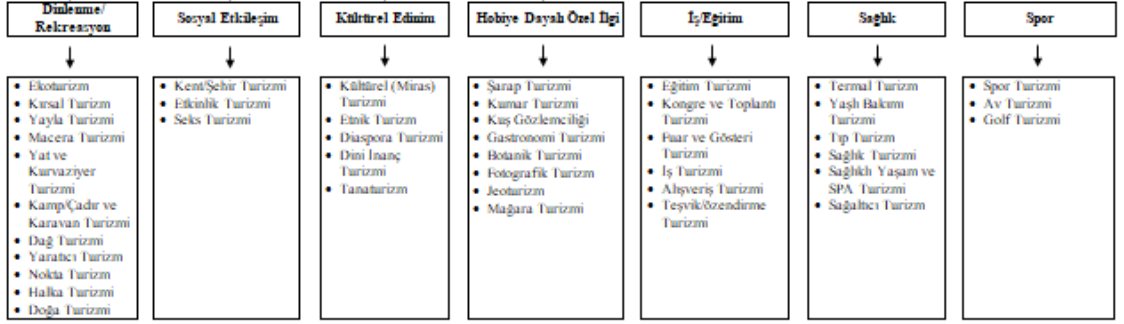 Dinlenme/
Rekreasyon
Sosyal Etkileşim
Kültürel Edinim
Hobiye Dayalı Özel İlgi
İş/Eğitim
Sağlık
Spor
• Ekoturizm
• Kırsal Turizm
• Yayla Turizmi
• Macera Turizmi
• Yat ve
Kurvaziyer
Turizmi
• Kamp/Çadır ve
Karavan Turizmi
• Dağ Turizmi
• Yaratıcı Turizm
• Nokta Turizm
• Halka Turizmi
• Doğa Turizmi
• Kent/Şehir Turizmi
• Etkinlik Turizmi
• Seks Turizmi
• Kültürel (Miras)
Turizmi
• Etnik Turizm
• Diaspora Turizmi
• Dini İnanç
Turizmi
• Tanaturizm
• Şarap Turizmi
• Kumar Turizmi
• Kuş Gözlemciliği
• Gastronomi Turizmi
• Botanik Turizmi
• Fotografik Turizm
• Jeoturizm
• Mağara Turizmi
• Eğitim Turizmi
• Kongre ve Toplantı
Turizmi
• Fuar ve Gösteri
Turizmi
• İş Turizmi
• Alışveriş Turizmi
• Teşvik/özendirme
Turizmi
• Termal Turizmi
• Yaşlı Bakımı
Turizmi
• Tıp Turizm
• Sağlık Turizmi
• Sağlıklı Yaşam ve
SPA Turizmi
• Sağaltıcı Turizm
• Spor Turizmi
• Av Turizmi
• Golf Turizmi